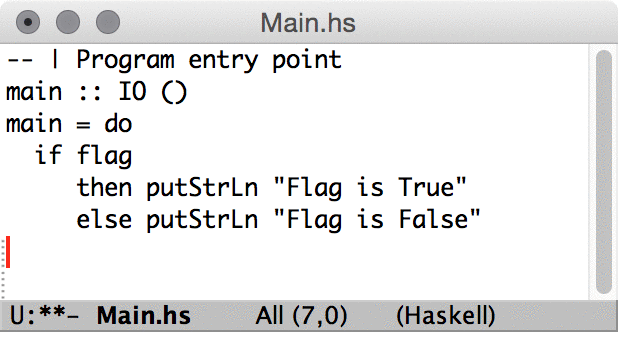 Main.hs
-- | Program entry point
main :: IO ()
main = do
  if flag
     then putStrLn "Flag is True"
     else putStrLn "Flag is False"
U:**-  Main.hs      All (7,0)     (Haskell)